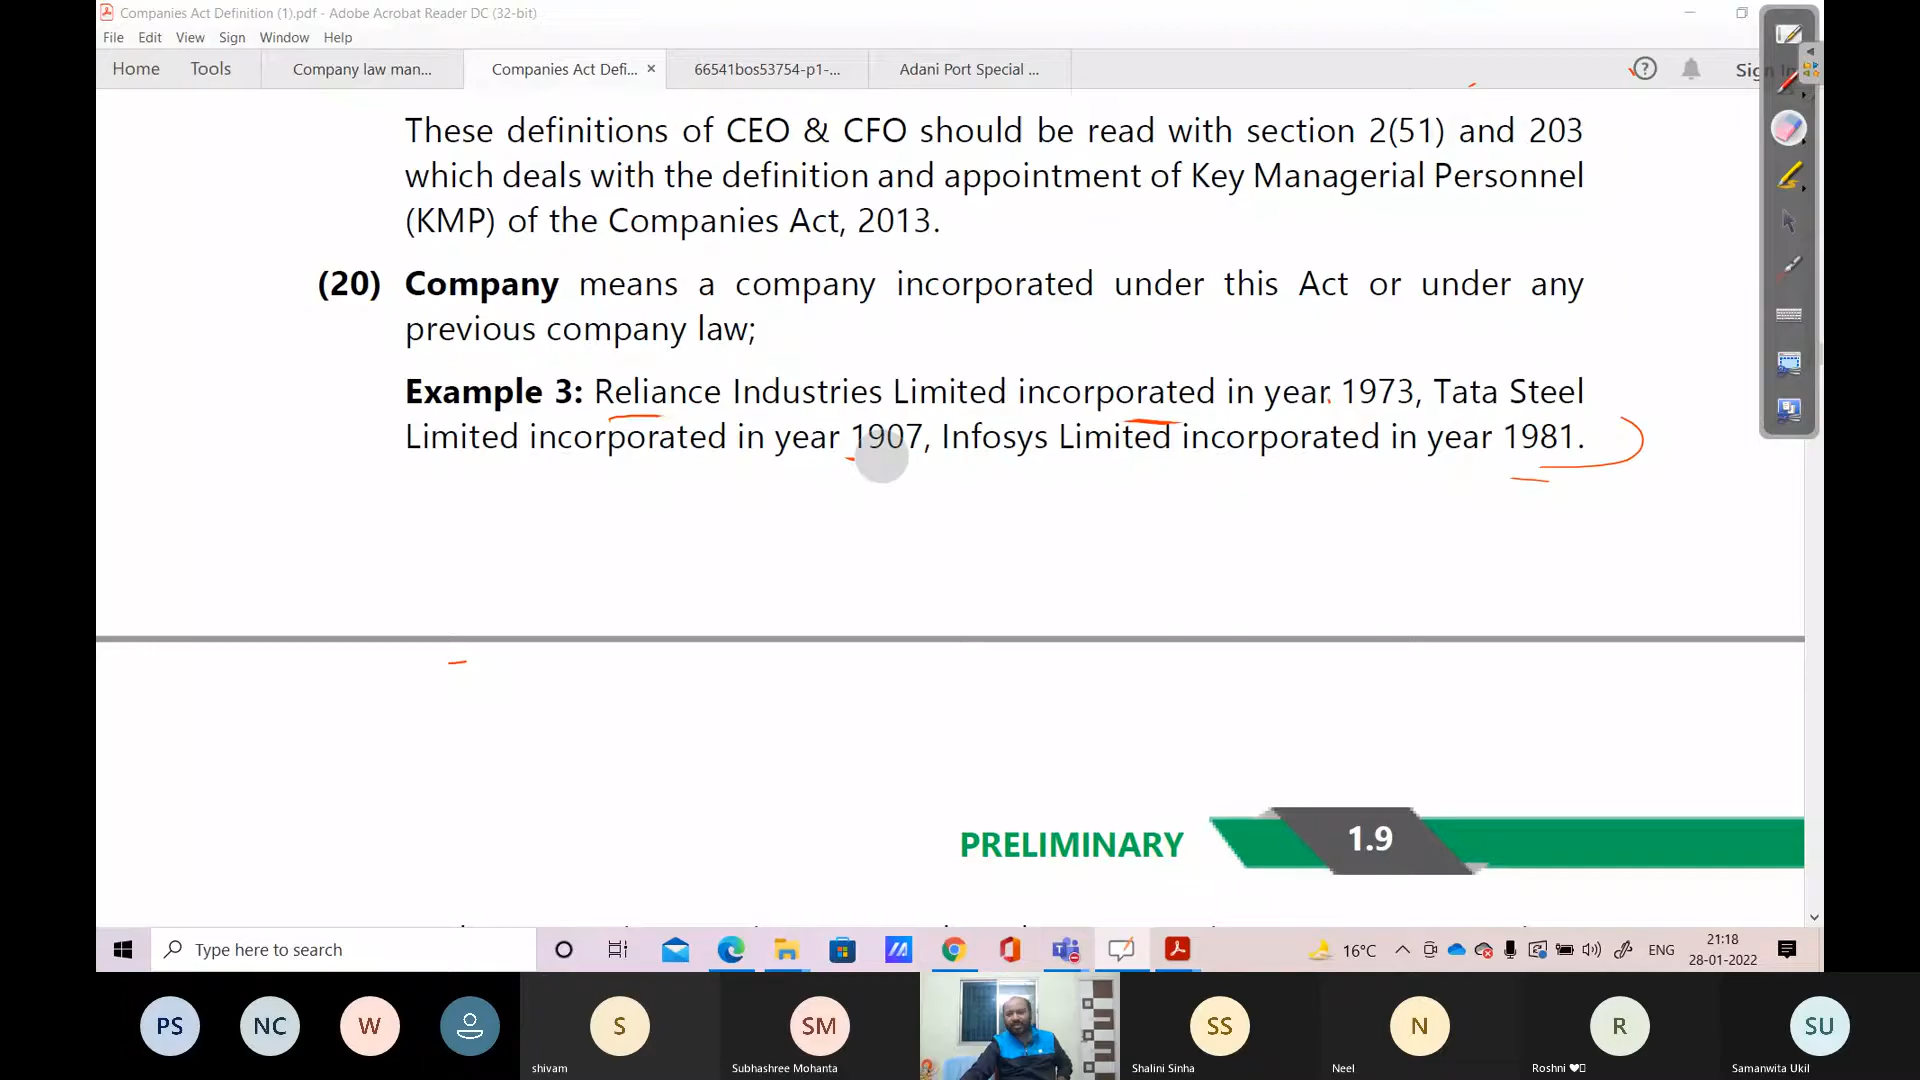 Companies Act Definition (1).pdf - Adobe Acrobat Reader DC (32-bit)
File Edit View Sign Window Help
Home Tools Company law man... Companies Act Defi... × 66541bos53754-p1-... Adani Port Special ... Sign In
These definitions of CEO & CFO should be read with section 2(51) and 203
which deals with the definition and appointment of Key Managerial Personnel
(KMP) of the Companies Act, 2013.
(20) Company means a company incorporated under this Act or under any
previous company law;
Example 3: Reliance Industries Limited incorporated in year 1973, Tata Steel
Limited incorporated in year 1907, Infosys Limited incorporated in year 1981.
PRELIMINARY 1.9
Type here to search 16°C ENG 21:18
28-01-2022
PS NC W S SM SS N R SU
shivam Subhashree Mohanta Shalini Sinha Neel Roshni Samanwita Ukil